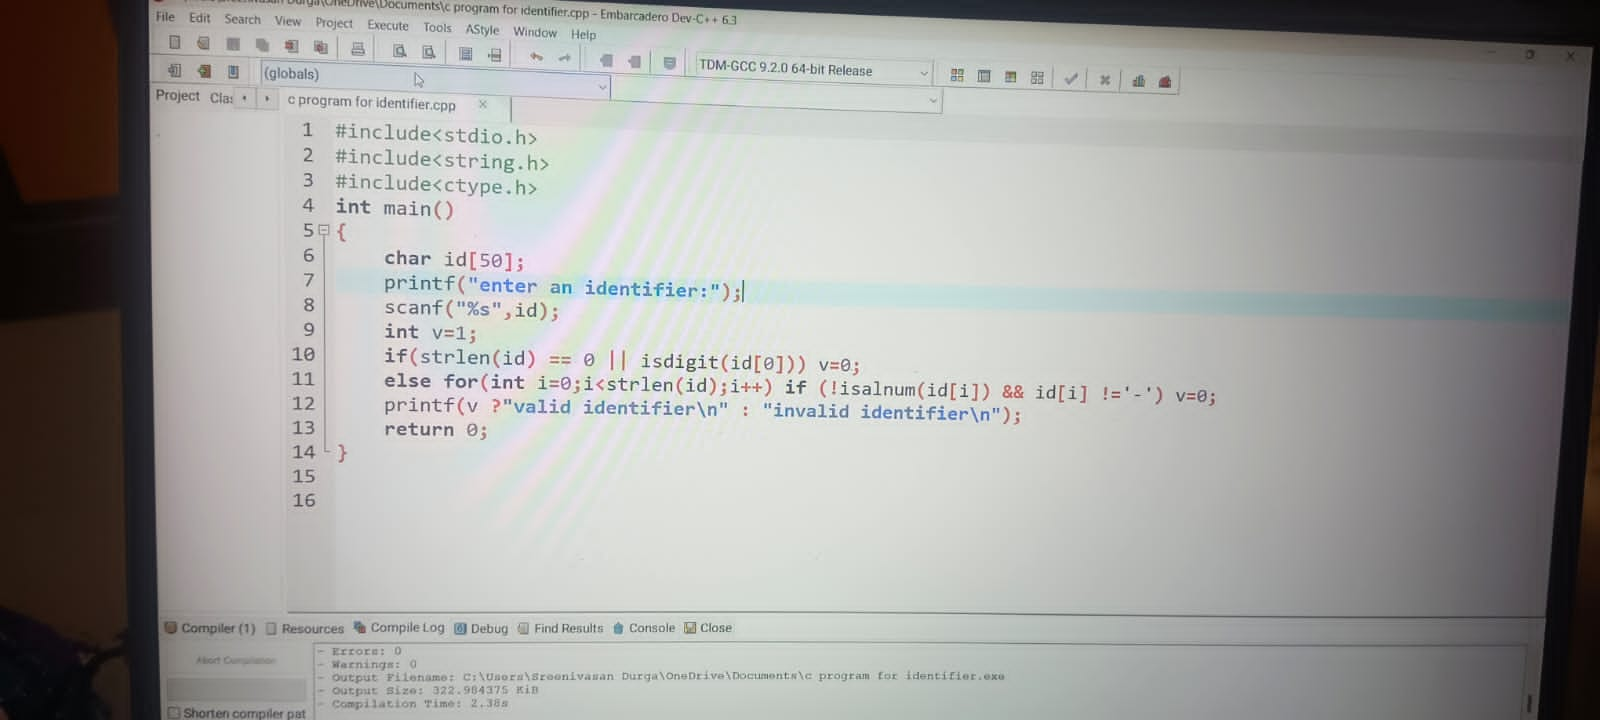 Durga\OneDrive\Documents\c program for identifier.cpp - Embarcadero Dev-C++ 6.3
File Edit Search View Project Execute Tools AStyle Window Help
TDM-GCC 9.2.0 64-bit Release
(globals)
Project Clas
c program for identifier.cpp
1 #include<stdio.h>
2 #include<string.h>
3 #include<ctype.h>
4 int main()
5 {
6 char id[50];
7 printf("enter an identifier:");
8 scanf("%s",id);
9 int v=1;
10 if(strlen(id) == 0 || isdigit(id[0])) v=0;
11 else for(int i=0;i<strlen(id);i++) if (!isalnum(id[i]) && id[i] !='-') v=0;
12 printf(v ?"valid identifier\n" : "invalid identifier\n");
13 return 0;
14 }
15
16
Compiler (1) Resources Compile Log Debug Find Results Console Close
Abort Compilation
- Errors: 0
- Warnings: 0
- Output Filename: C:\Users\Sreenivasan Durga\OneDrive\Documents\c program for identifier.exe
- Output Size: 322.984375 KiB
- Compilation Time: 2.38s
Shorten compiler pat